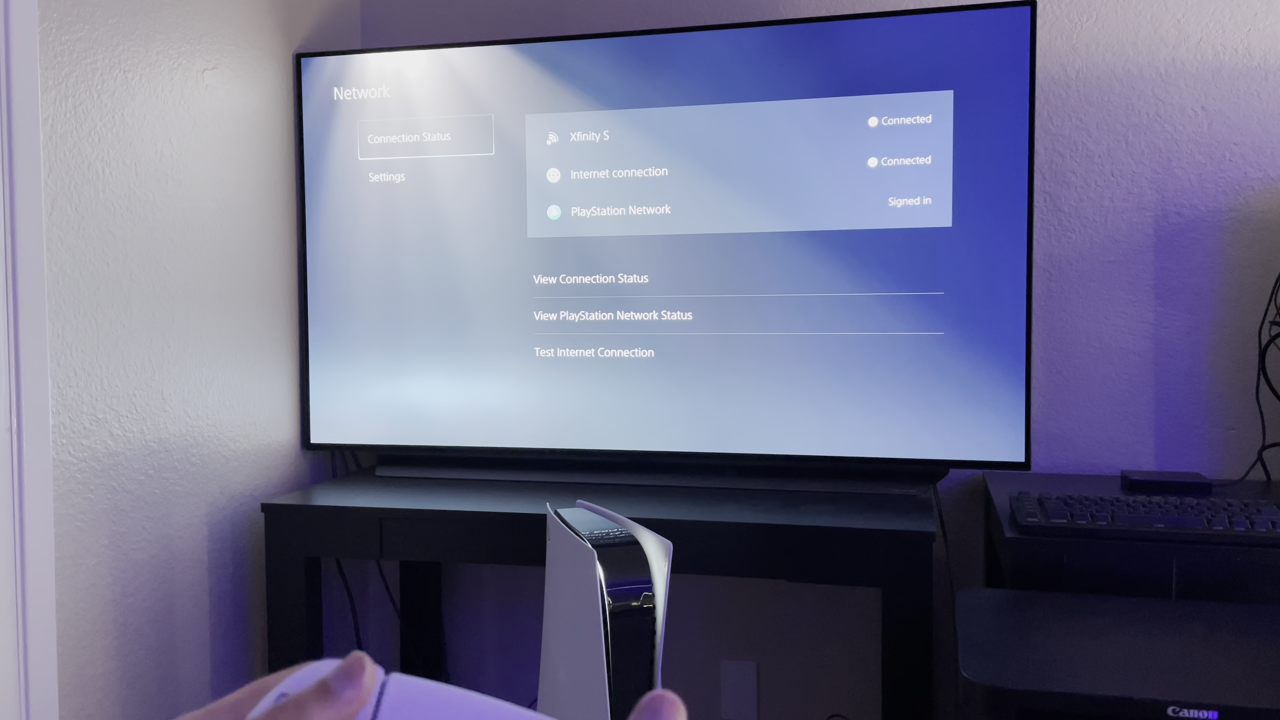 Network
Connection Status
Settings
Xfinity S
Connected
Internet connection
Connected
PlayStation Network
Signed in
View Connection Status
View PlayStation Network Status
Test Internet Connection
Canon